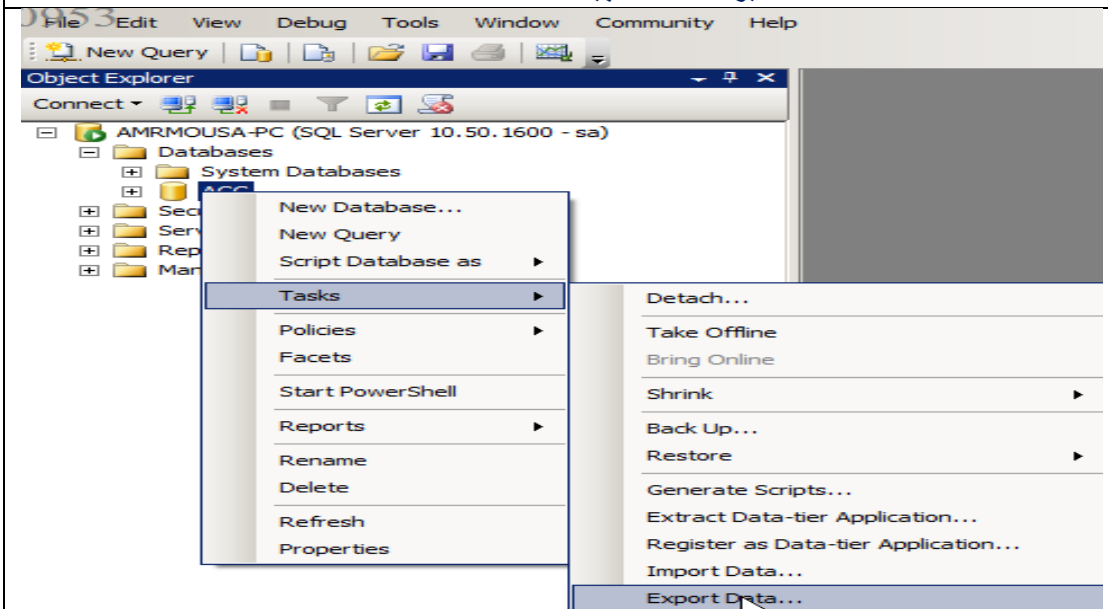 File Edit View Debug Tools Window Community Help
New Query
Object Explorer
Connect
AMRMOUSA-PC (SQL Server 10.50.1600 - sa)
Databases
System Databases
ACC
New Database...
New Query
Script Database as
Tasks
Policies
Facets
Start PowerShell
Reports
Rename
Delete
Refresh
Properties
Detach...
Take Offline
Bring Online
Shrink
Back Up...
Restore
Generate Scripts...
Extract Data-tier Application...
Register as Data-tier Application...
Import Data...
Export Data...